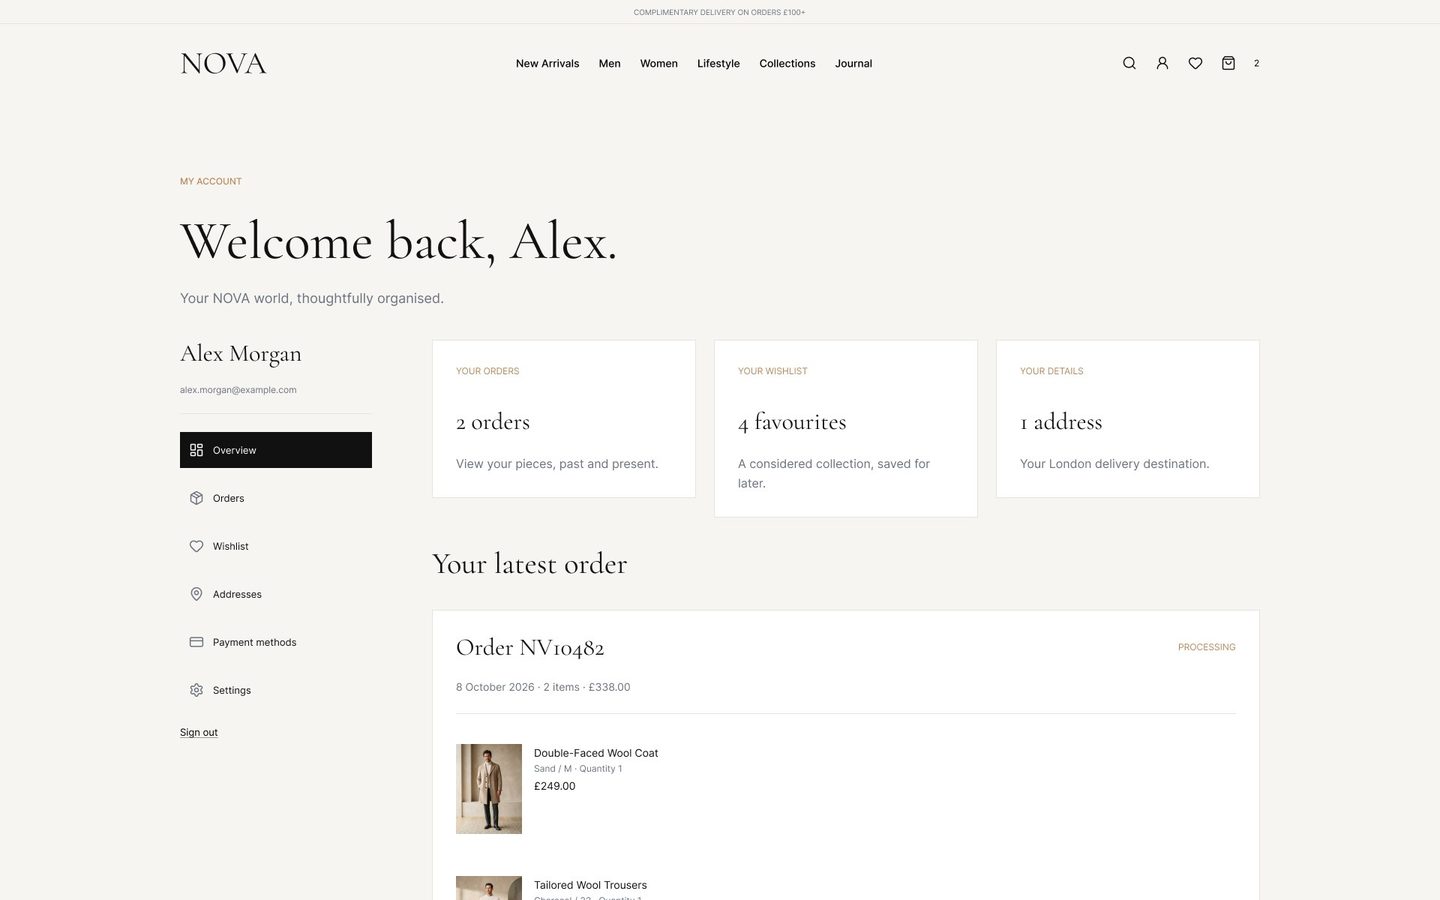 COMPLIMENTARY DELIVERY ON ORDERS £100+
NOVA
New Arrivals
Men
Women
Lifestyle
Collections
Journal
2
MY ACCOUNT
Welcome back, Alex.
Your NOVA world, thoughtfully organised.
Alex Morgan
alex.morgan@example.com
Overview
Orders
Wishlist
Addresses
Payment methods
Settings
Sign out
YOUR ORDERS
2 orders
View your pieces, past and present.
YOUR WISHLIST
4 favourites
A considered collection, saved for
later.
YOUR DETAILS
1 address
Your London delivery destination.
Your latest order
Order NV10482
PROCESSING
8 October 2026 · 2 items · £338.00
Double-Faced Wool Coat
Sand / M · Quantity 1
£249.00
Tailored Wool Trousers